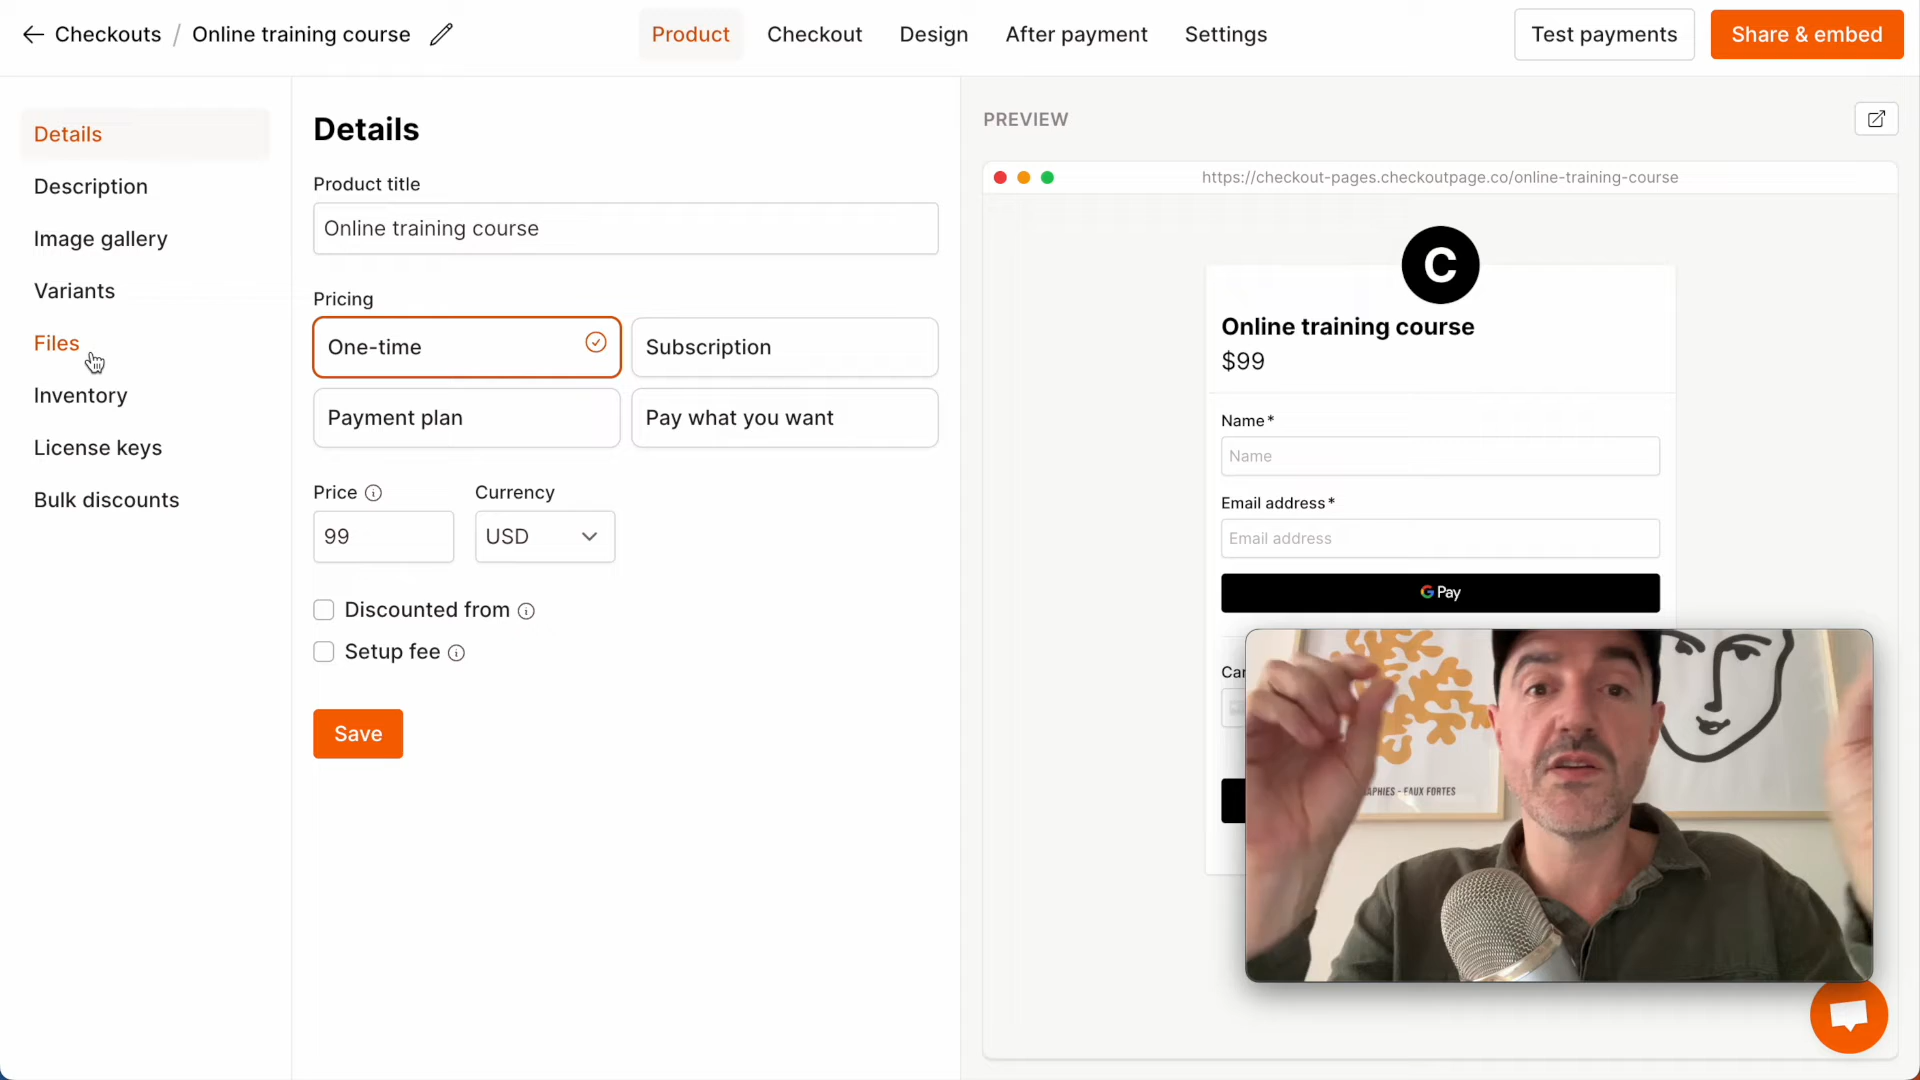 Checkouts / Online training course
Product
Checkout
Design
After payment
Settings
Test payments
Share & embed
Details
Description
Image gallery
Variants
Files
Inventory
License keys
Bulk discounts
Details
Product title
Online training course
Pricing
One-time
Subscription
Payment plan
Pay what you want
Price
Currency
99
USD
Discounted from
Setup fee
Save
PREVIEW
https://checkout-pages.checkoutpage.co/online-training-course
C
Online training course
$99
Name*
Name
Email address*
Email address
G Pay
Car
APHIES - EAUX FORTES